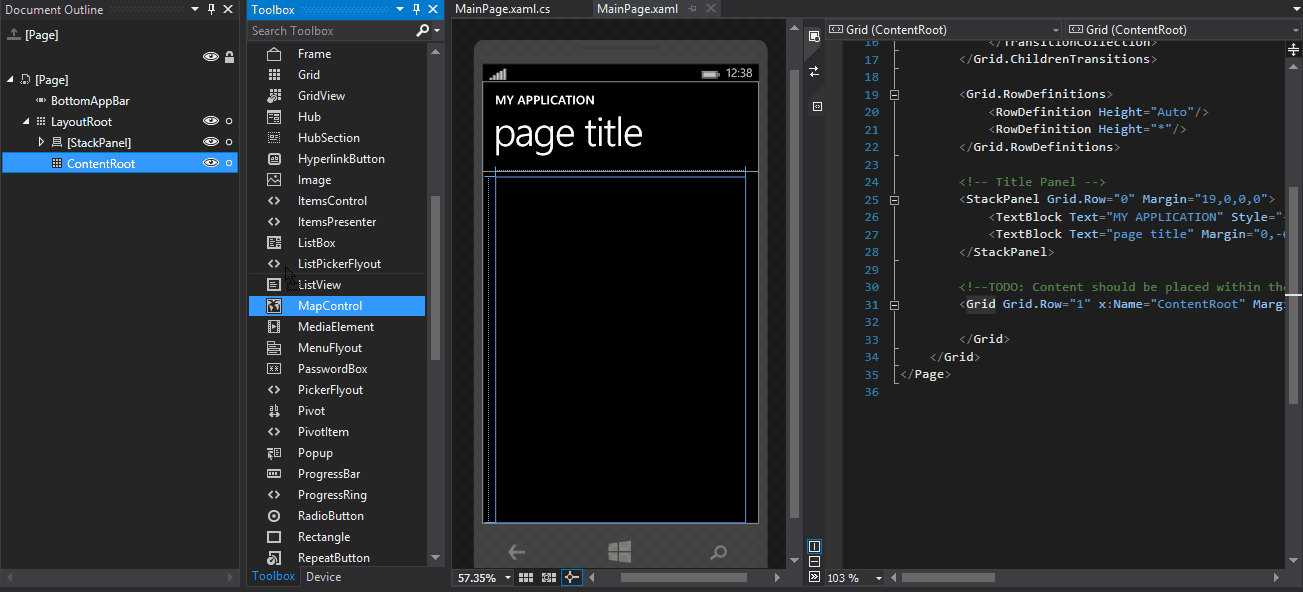 Document Outline
[Page]
[Page]
BottomAppBar
LayoutRoot
[StackPanel]
ContentRoot
Toolbox
Search Toolbox
Frame
Grid
GridView
Hub
HubSection
HyperlinkButton
Image
ItemsControl
ItemsPresenter
ListBox
ListPickerFlyout
ListView
MapControl
MediaElement
MenuFlyout
PasswordBox
PickerFlyout
Pivot
PivotItem
Popup
ProgressBar
ProgressRing
RadioButton
Rectangle
RepeatButton
Toolbox Device
MainPage.xaml.cs MainPage.xaml
12:38
MY APPLICATION
page title
57.35%
Grid (ContentRoot) Grid (ContentRoot)
16 </TransitionCollection>
17 </Grid.ChildrenTransitions>
18
19 <Grid.RowDefinitions>
20 <RowDefinition Height="Auto"/>
21 <RowDefinition Height="*"/>
22 </Grid.RowDefinitions>
23
24 <!-- Title Panel -->
25 <StackPanel Grid.Row="0" Margin="19,0,0,0">
26 <TextBlock Text="MY APPLICATION" Style="
27 <TextBlock Text="page title" Margin="0,-
28 </StackPanel>
29
30 <!--TODO: Content should be placed within the
31 <Grid Grid.Row="1" x:Name="ContentRoot" Marg
32
33 </Grid>
34 </Grid>
35 </Page>
36
103 %